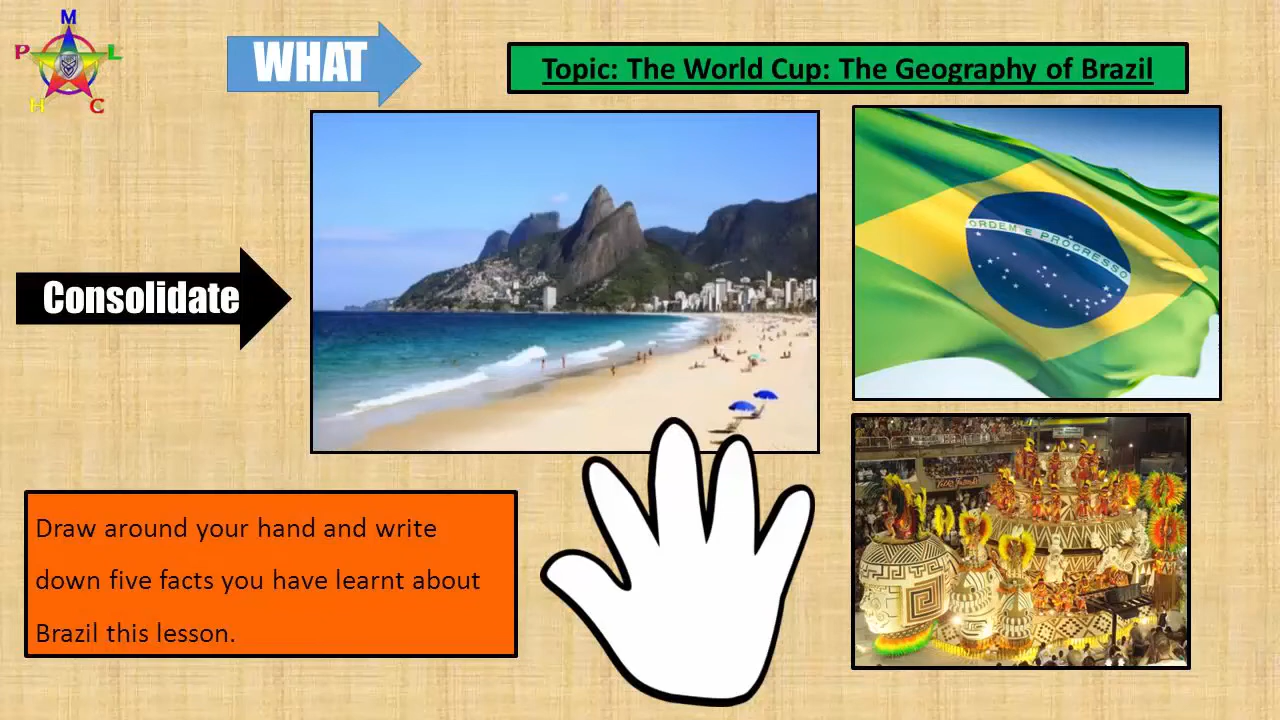 M
P L
H C
WHAT
Topic: The World Cup: The Geography of Brazil
ORDEM E PROGRESSO
Consolidate
Draw around your hand and write
down five facts you have learnt about
Brazil this lesson.